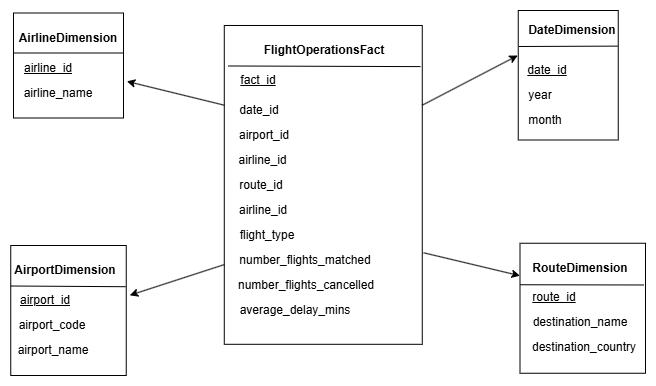 AirlineDimension
airline_id
airline_name
FlightOperationsFact
fact_id
date_id
airport_id
airline_id
route_id
airline_id
flight_type
number_flights_matched
number_flights_cancelled
average_delay_mins
DateDimension
date_id
year
month
AirportDimension
airport_id
airport_code
airport_name
RouteDimension
route_id
destination_name
destination_country